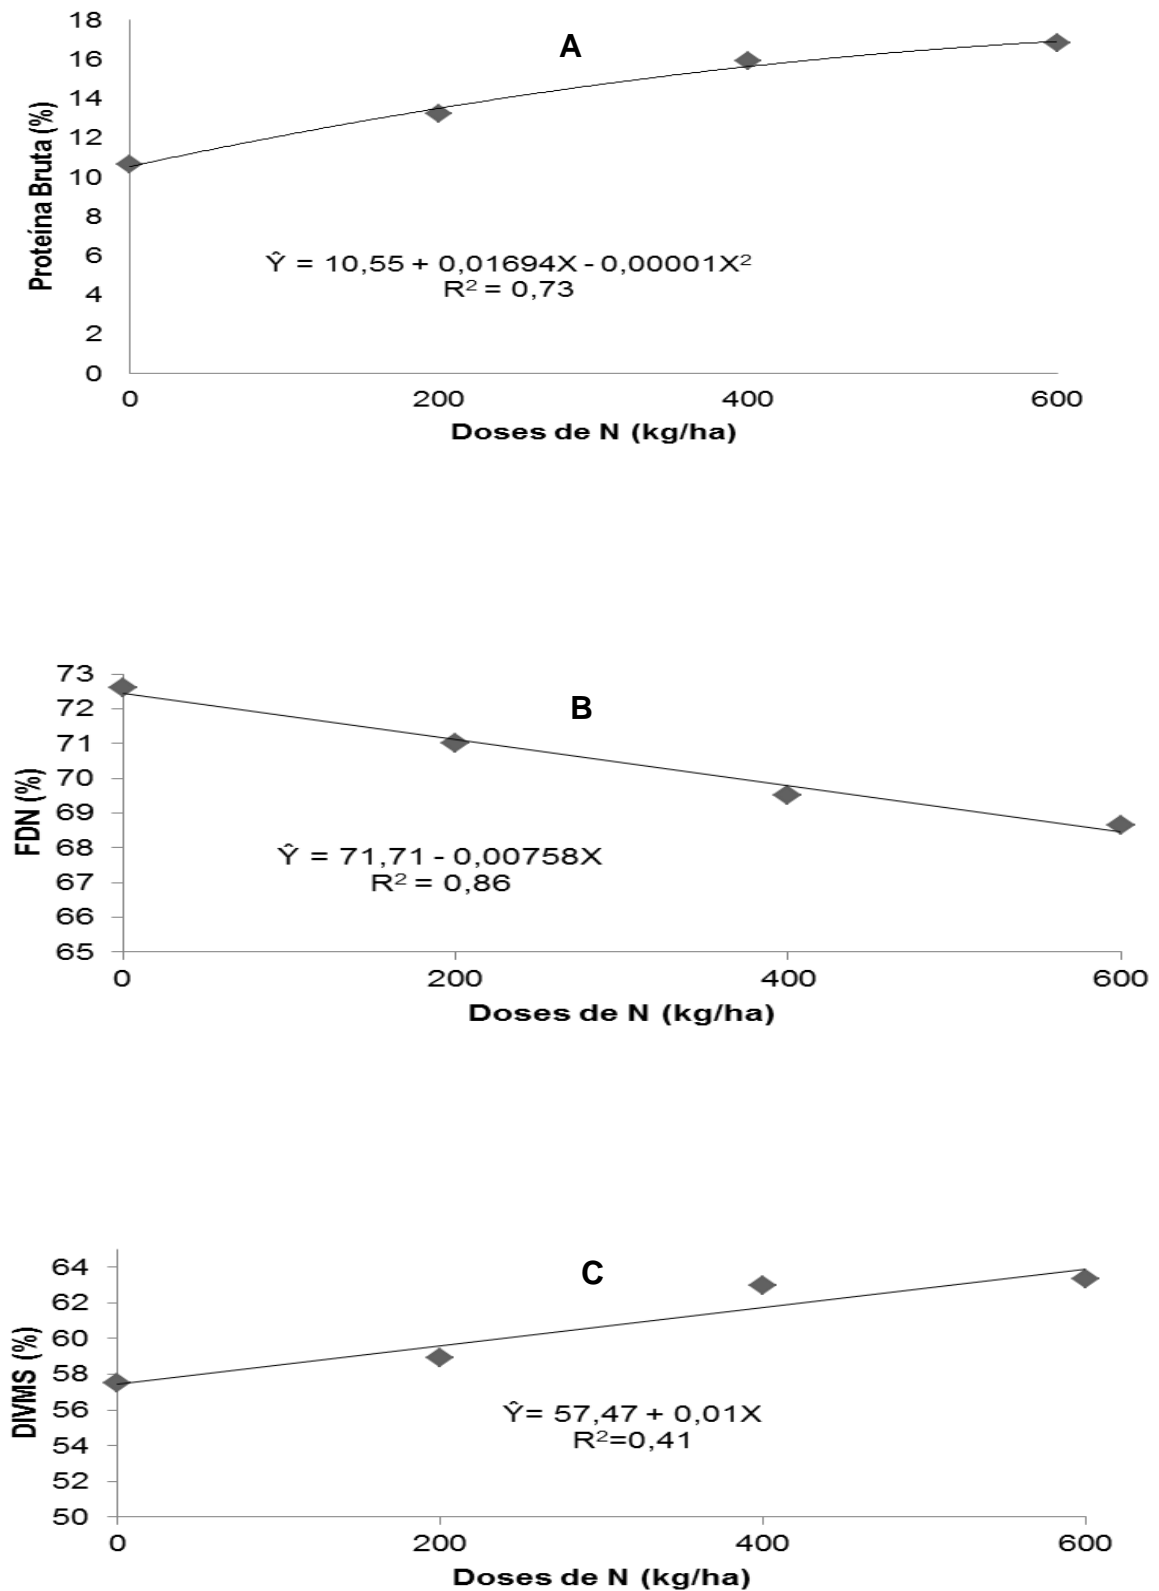 A
Proteína Bruta (%)
18
16
14
12
10
8
6
4
2
0
Ŷ = 10,55 + 0,01694X - 0,00001X²
R² = 0,73
0 200 400 600
Doses de N (kg/ha)
B
FDN (%)
73
72
71
70
69
68
67
66
65
Ŷ = 71,71 - 0,00758X
R² = 0,86
0 200 400 600
Doses de N (kg/ha)
C
DIVMS (%)
64
62
60
58
56
54
52
50
Ŷ= 57,47 + 0,01X
R²=0,41
0 200 400 600
Doses de N (kg/ha)